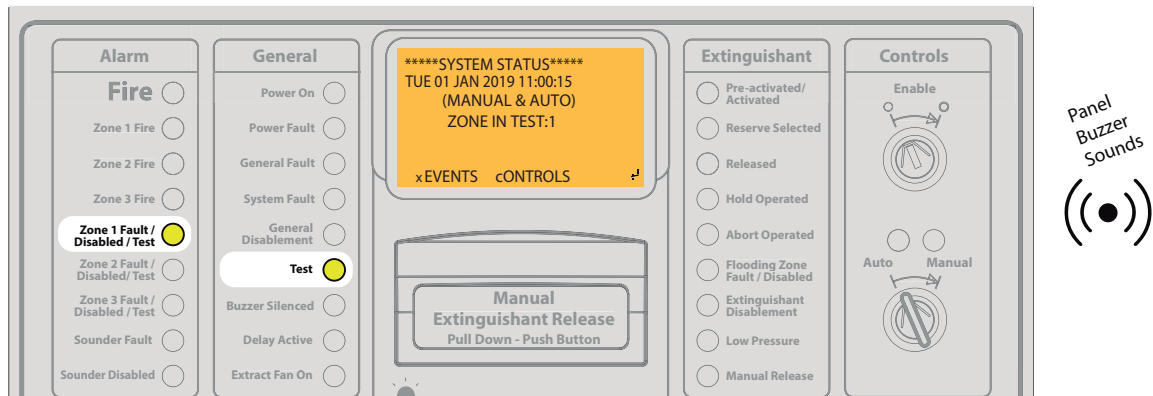 Alarm
Fire
Zone 1 Fire
Zone 2 Fire
Zone 3 Fire
Zone 1 Fault /
Disabled / Test
Zone 2 Fault /
Disabled/ Test
Zone 3 Fault /
Disabled / Test
Sounder Fault
Sounder Disabled
General
Power On
Power Fault
General Fault
System Fault
General
Disablement
Test
Buzzer Silenced
Delay Active
Extract Fan On
*****SYSTEM STATUS*****
TUE 01 JAN 2019 11:00:15
(MANUAL & AUTO)
ZONE IN TEST:1
xEVENTS cONTROLS ↵
Manual
Extinguishant Release
Pull Down - Push Button
Extinguishant
Pre-activated/
Activated
Reserve Selected
Released
Hold Operated
Abort Operated
Flooding Zone
Fault / Disabled
Extinguishant
Disablement
Low Pressure
Manual Release
Controls
Enable
Auto Manual
Panel
Buzzer
Sounds